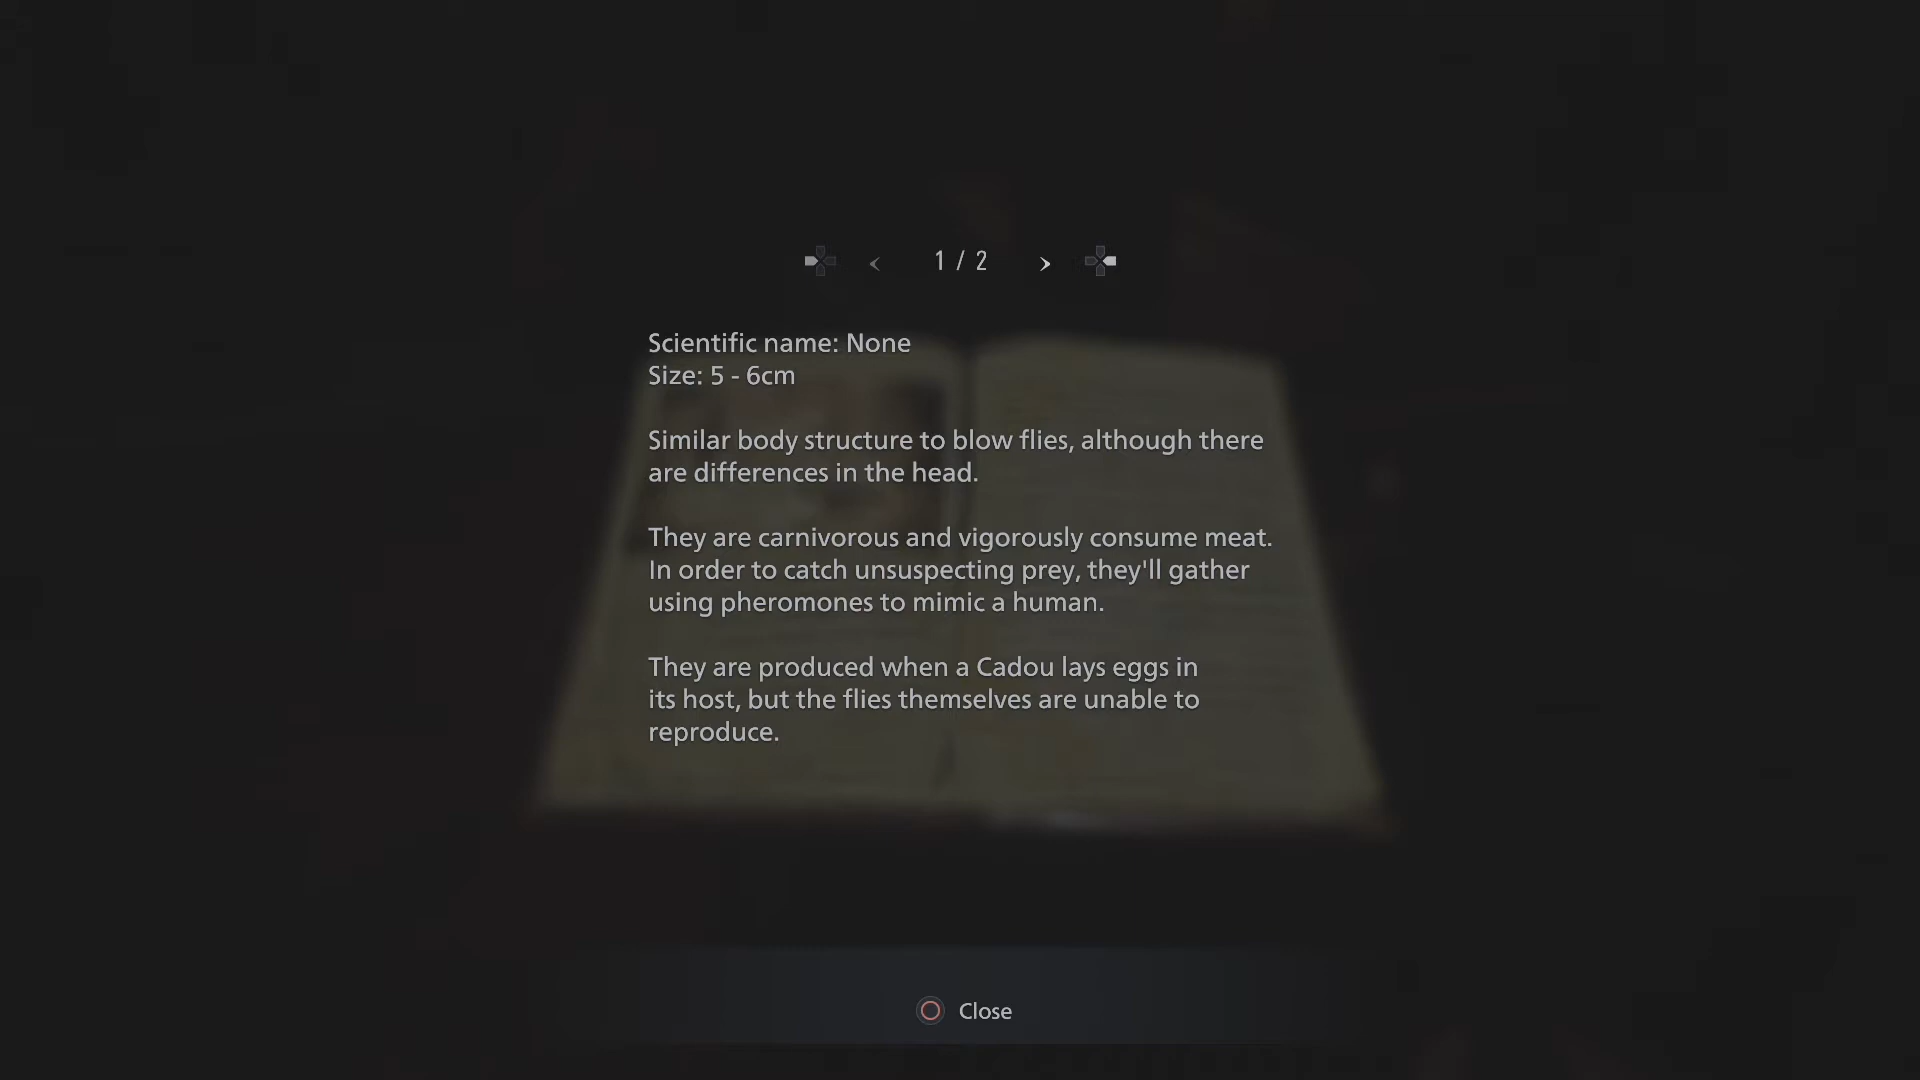 1 / 2
Scientific name: None
Size: 5 - 6cm
Similar body structure to blow flies, although there
are differences in the head.
They are carnivorous and vigorously consume meat.
In order to catch unsuspecting prey, they'll gather
using pheromones to mimic a human.
They are produced when a Cadou lays eggs in
its host, but the flies themselves are unable to
reproduce.
Close